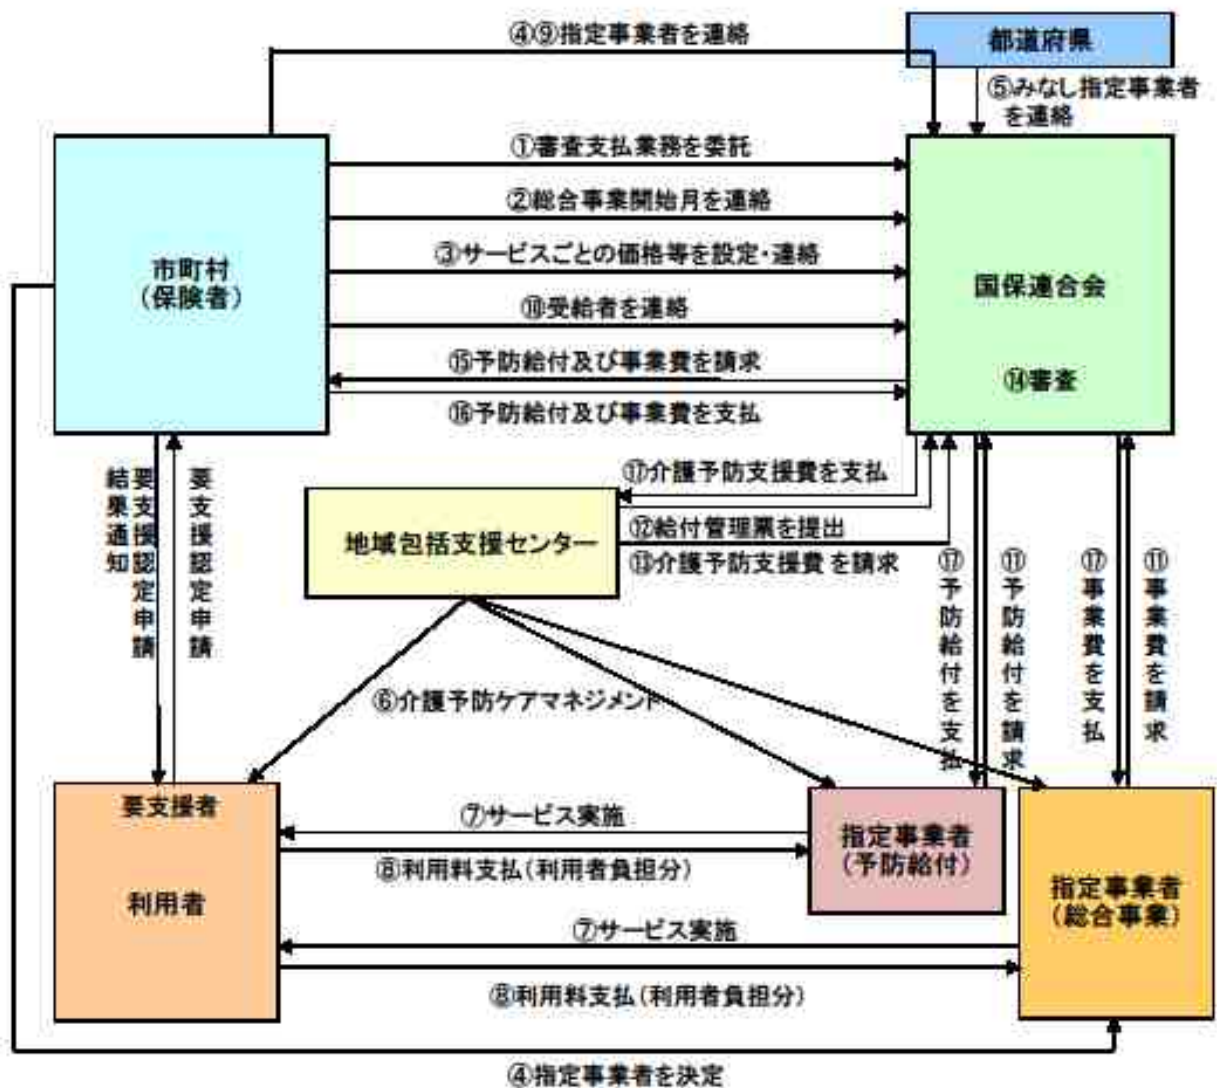 ④⑨指定事業者を連絡
都道府県
⑤みなし指定事業者
を連絡
①審査支払業務を委託
②総合事業開始月を連絡
③サービスごとの価格等を設定・連絡
市町村
(保険者)
国保連合会
⑩受給者を連絡
⑮予防給付及び事業費を請求
⑭審査
⑯予防給付及び事業費を支払
要支援認定申請
結果通知
要支援認定申請
⑰介護予防支援費を支払
地域包括支援センター
⑫給付管理票を提出
⑬介護予防支援費を請求
⑰予防給付を支払
⑪予防給付を請求
⑰事業費を支払
⑪事業費を請求
⑥介護予防ケアマネジメント
要支援者
利用者
⑦サービス実施
⑧利用料支払(利用者負担分)
指定事業者
(予防給付)
指定事業者
(総合事業)
⑦サービス実施
⑧利用料支払(利用者負担分)
④指定事業者を決定